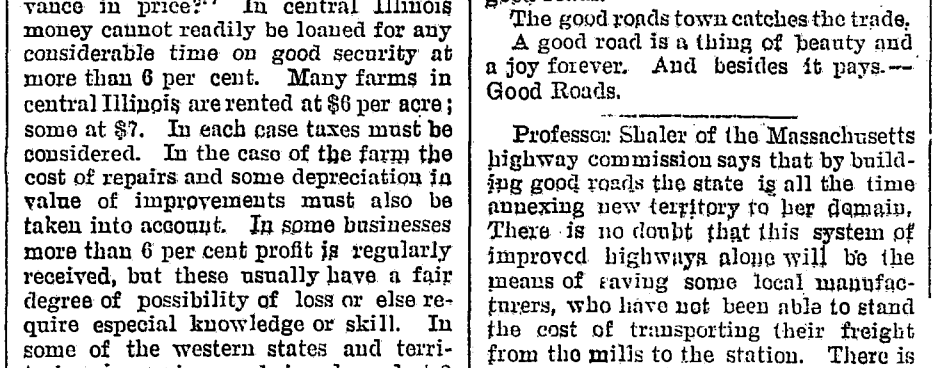 vance in price?" In central Illinois
money cannot readily be loaned for any
considerable time on good security at
more than 6 per cent. Many farms in
central Illinois are rented at $6 per acre;
some at $7. In each case taxes must be
considered. In the case of the farm the
cost of repairs and some depreciation in
value of improvements must also be
taken into account. In some businesses
more than 6 per cent profit is regularly
received, but these usually have a fair
degree of possibility of loss or else re-
quire especial knowledge or skill. In
some of the western states and terri-
The good roads town catches the trade.
A good road is a thing of beauty and
a joy forever. And besides it pays.—
Good Roads.
Professor Shaler of the Massachusetts
highway commission says that by build-
ing good roads the state is all the time
annexing new territory to her domain.
There is no doubt that this system of
improved highways alone will be the
means of saving some local manufac-
turers, who have not been able to stand
the cost of transporting their freight
from the mills to the station. There is